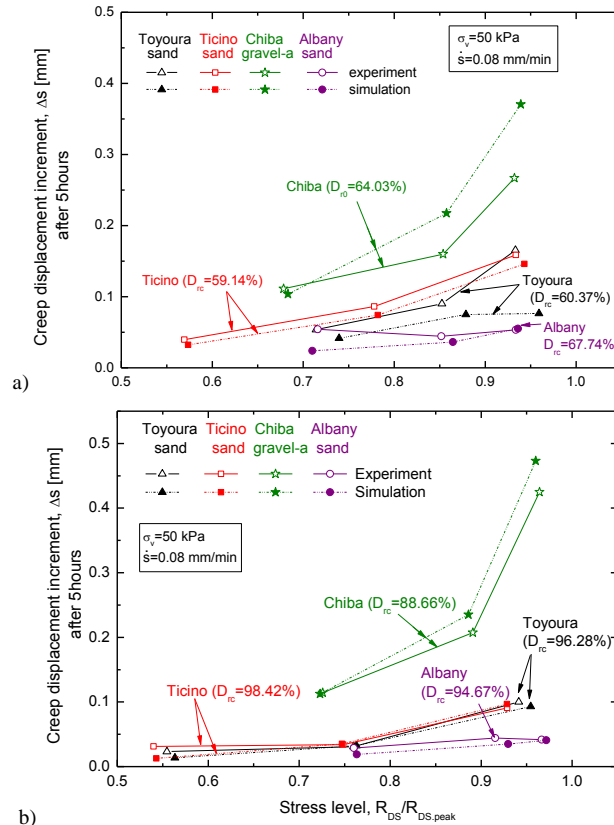 σv=50 kPa
ṡ=0.08 mm/min
Toyoura Ticino Chiba Albany
sand sand gravel-a sand
experiment
simulation
0.5
0.4
0.3
0.2
0.1
0.0
Creep displacement increment, Δs [mm]
after 5hours
Chiba (Dr0=64.03%)
Ticino (Drc=59.14%)
Toyoura
(Drc=60.37%)
Albany
Drc=67.74%
0.5 0.6 0.7 0.8 0.9 1.0
a)
0.5
0.4
0.3
0.2
0.1
0.0
Creep displacement increment, Δs [mm]
after 5hours
Toyoura Ticino Chiba Albany
sand sand gravel-a sand
Experiment
Simulation
σv=50 kPa
ṡ=0.08 mm/min
Chiba (Drc=88.66%)
Toyoura
(Drc=96.28%)
Albany
(Drc=94.67%)
Ticino (Drc=98.42%)
0.5 0.6 0.7 0.8 0.9 1.0
Stress level, RDS/RDS,peak
b)